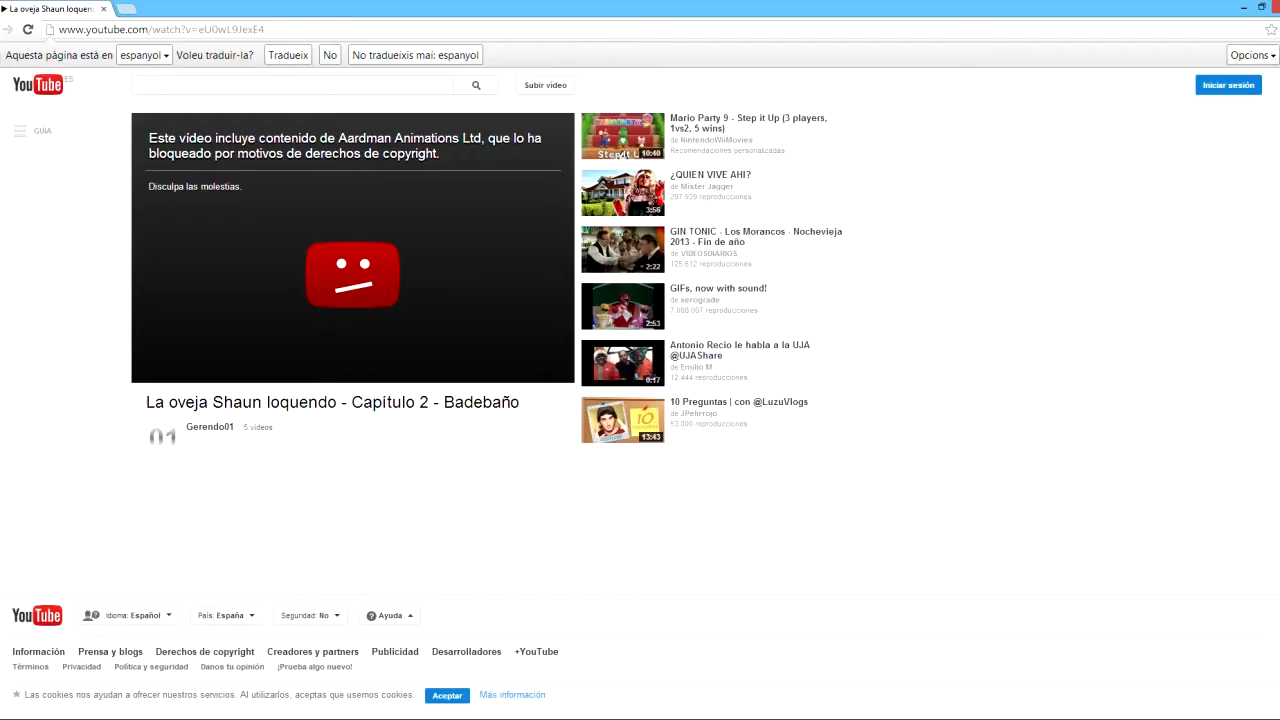 La oveja Shaun loquen
www.youtube.com/watch?v=eU0wL9JexE4
Aquesta pàgina està en espanyol Voleu traduir-la? Tradueix No No tradueixis mai: espanyol Opcions
YouTube ES
Subir vídeo
Iniciar sesión
GUÍA
Este vídeo incluye contenido de Aardman Animations Ltd, que lo ha
bloqueado por motivos de derechos de copyright.
Disculpa las molestias.
La oveja Shaun loquendo - Capítulo 2 - Badebaño
Gerendo01 5 vídeos
01
Mario Party 9 - Step it Up (3 players,
1vs2, 5 wins)
de NintendoWiiMovies
Recomendaciones personalizadas
Step It U
10:40
¿QUIEN VIVE AHI?
de Mister Jagger
297 939 reproducciones
3:56
GIN TONIC - Los Morancos - Nochevieja
2013 - Fin de año
de VIDEOSDIARIOS
125.612 reproducciones
2:22
GIFs, now with sound!
de xerograde
7.008.007 reproducciones
2:53
Antonio Recio le habla a la UJA
@UJAShare
de Emilio M
12.444 reproducciones
0:17
10 Preguntas | con @LuzuVlogs
de JPelirrojo
53.000 reproducciones
10
13:43
YouTube
Idioma: Español País: España Seguridad: No Ayuda
Información Prensa y blogs Derechos de copyright Creadores y partners Publicidad Desarrolladores +YouTube
Términos Privacidad Política y seguridad Danos tu opinión ¡Prueba algo nuevo!
* Las cookies nos ayudan a ofrecer nuestros servicios. Al utilizarlos, aceptas que usemos cookies. Aceptar Más información